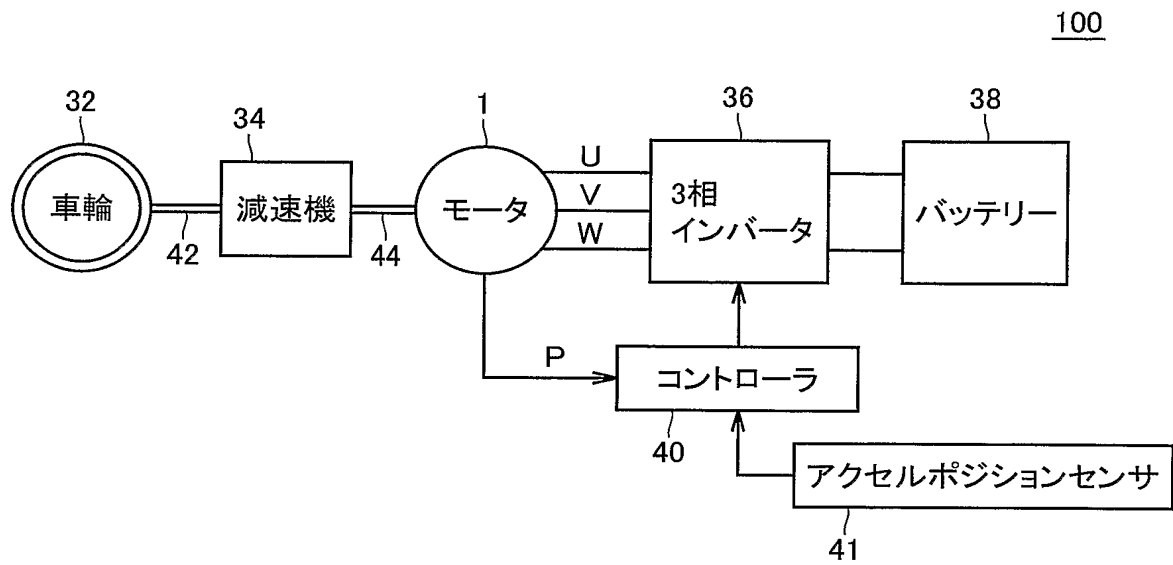 100
32
34
1
36
38
車輪
減速機
モータ
U
V
W
3相
インバータ
バッテリー
42
44
P
コントローラ
40
アクセルポジションセンサ
41